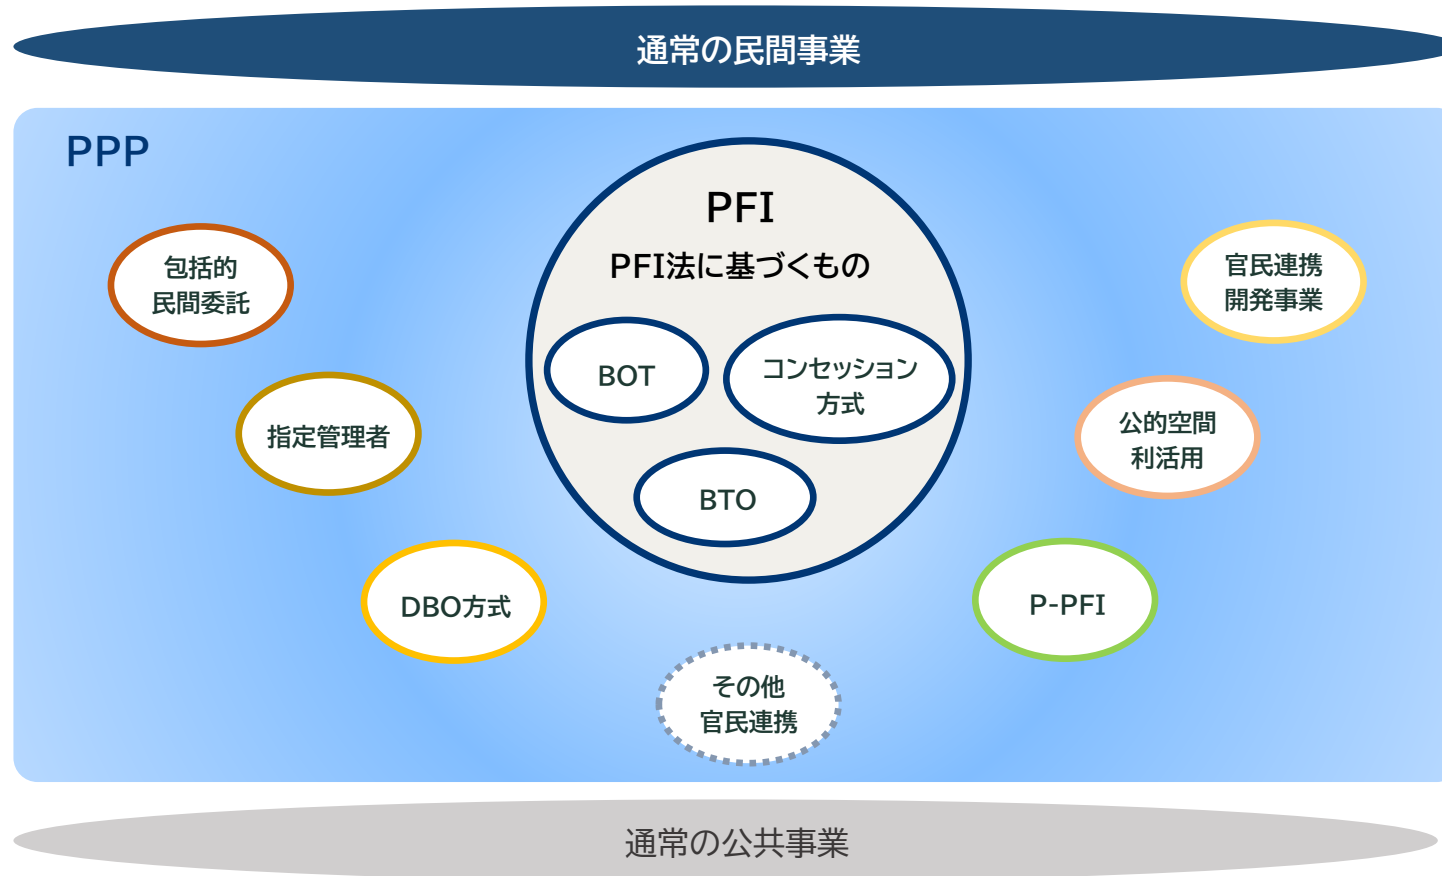 通常の民間事業
PPP
PFI
PFI法に基づくもの
BOT
コンセッション
方式
BTO
包括的
民間委託
指定管理者
DBO方式
その他
官民連携
P-PFI
公的空間
利活用
官民連携
開発事業
通常の公共事業